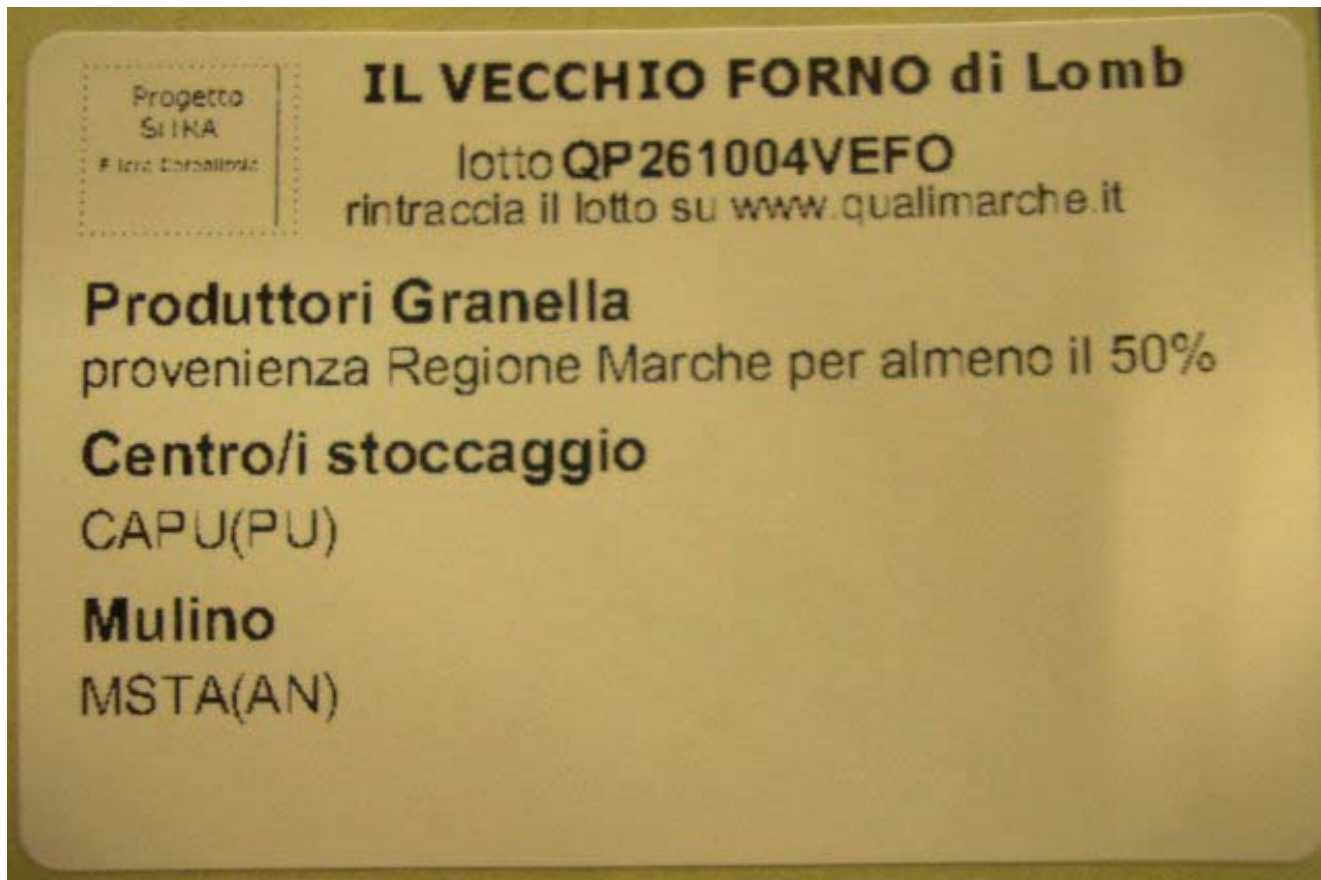 Progetto
IL VECCHIO FORNO di Lomb
lotto QP261004VEFO
rintraccia il lotto su www.qualimarche.it
Produttori Granella
provenienza Regione Marche per almeno il 50%
Centro/i stoccaggio
CAPU(PU)
Mulino
MSTA(AN)